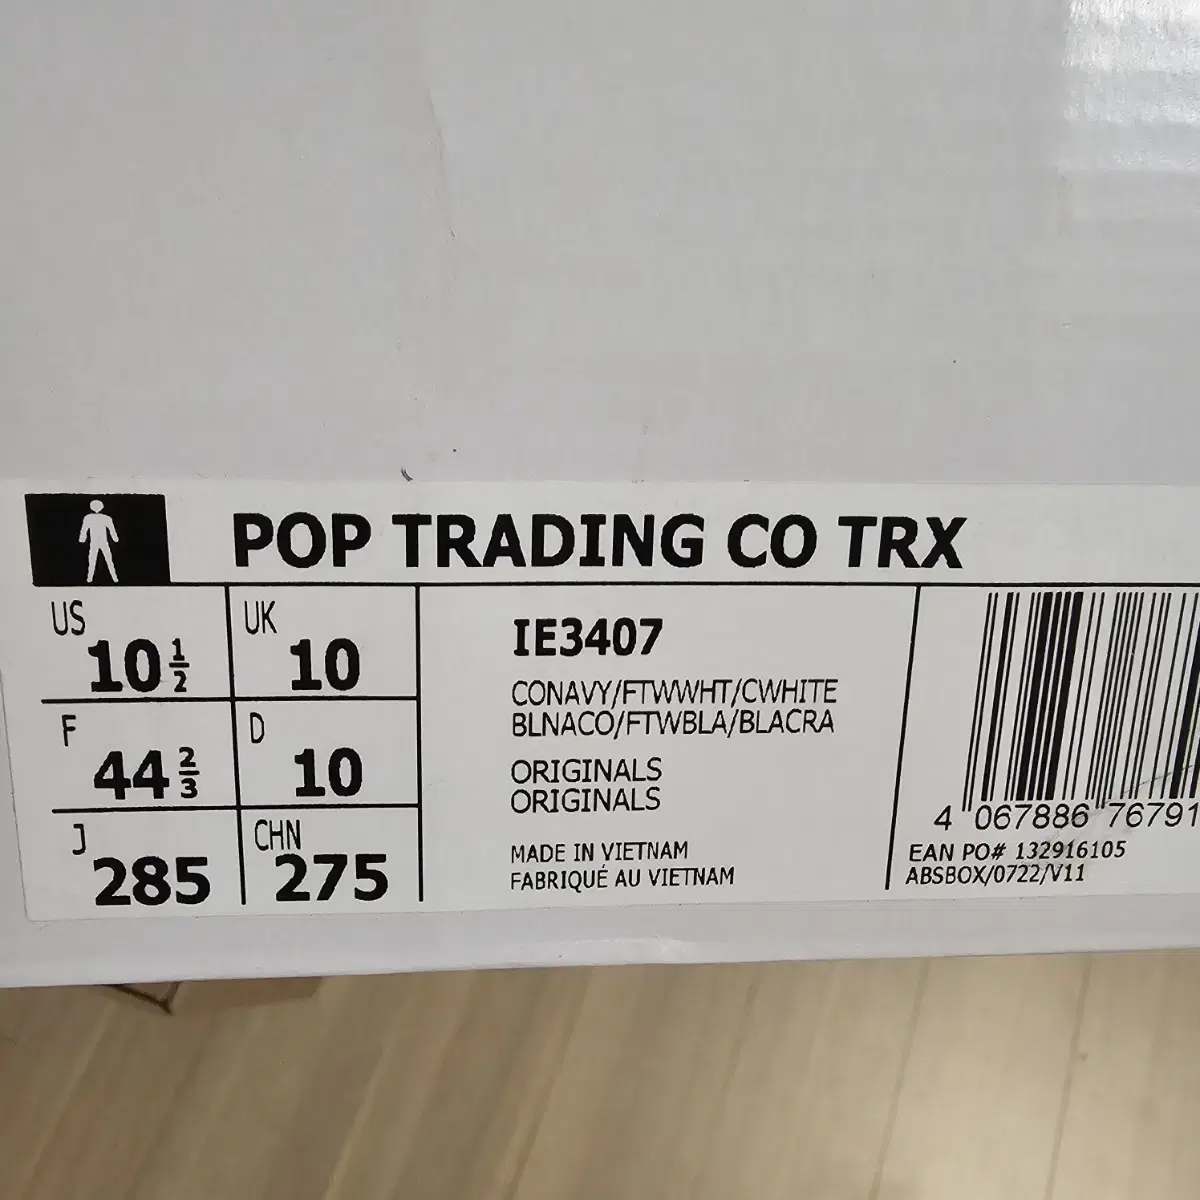 POP TRADING CO TRX
US 10 1/2
UK 10
F 44 2/3
D 10
J 285
CHN 275
IE3407
CONAVY/FTWWHT/CWHITE
BLNACO/FTWBLA/BLACRA
ORIGINALS
ORIGINALS
MADE IN VIETNAM
FABRIQUÉ AU VIETNAM
4 067886 76791
EAN PO# 132916105
ABSBOX/0722/V11